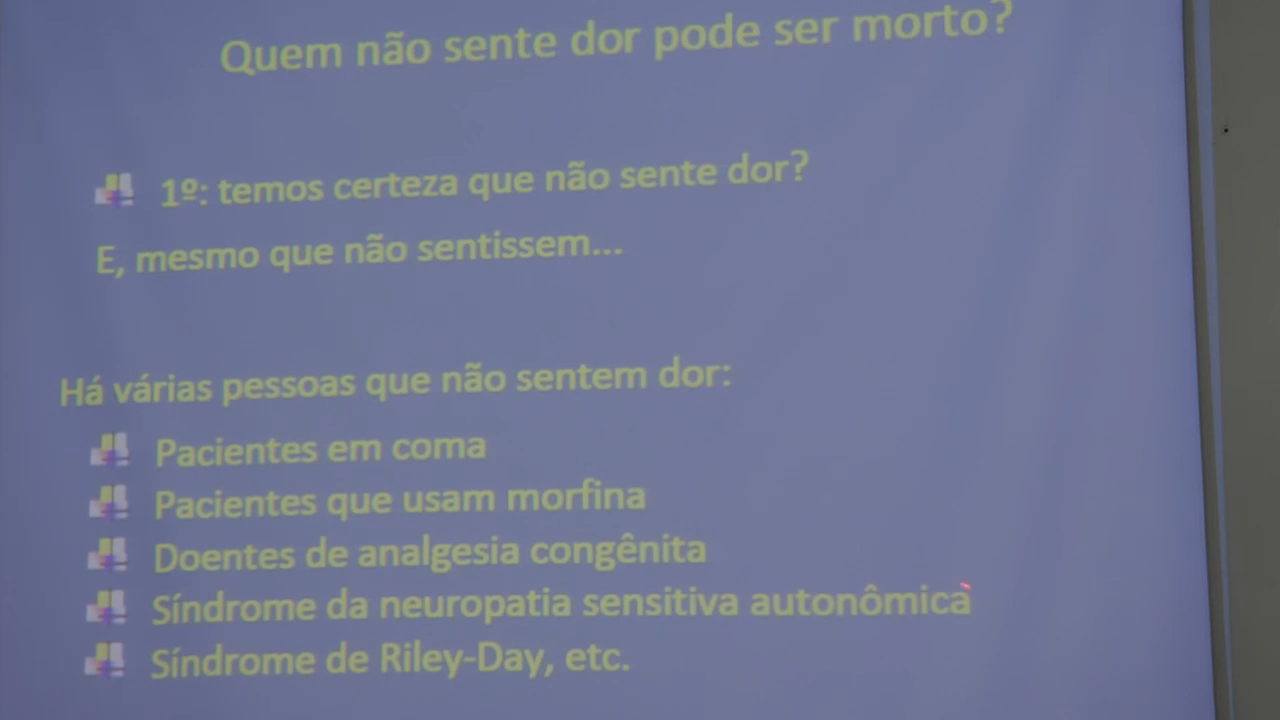 Quem não sente dor pode ser morto?
1º: temos certeza que não sente dor?
E, mesmo que não sentissem...
Há várias pessoas que não sentem dor:
Pacientes em coma
Pacientes que usam morfina
Doentes de analgesia congênita
Síndrome da neuropatia sensitiva autonômica
Síndrome de Riley-Day, etc.